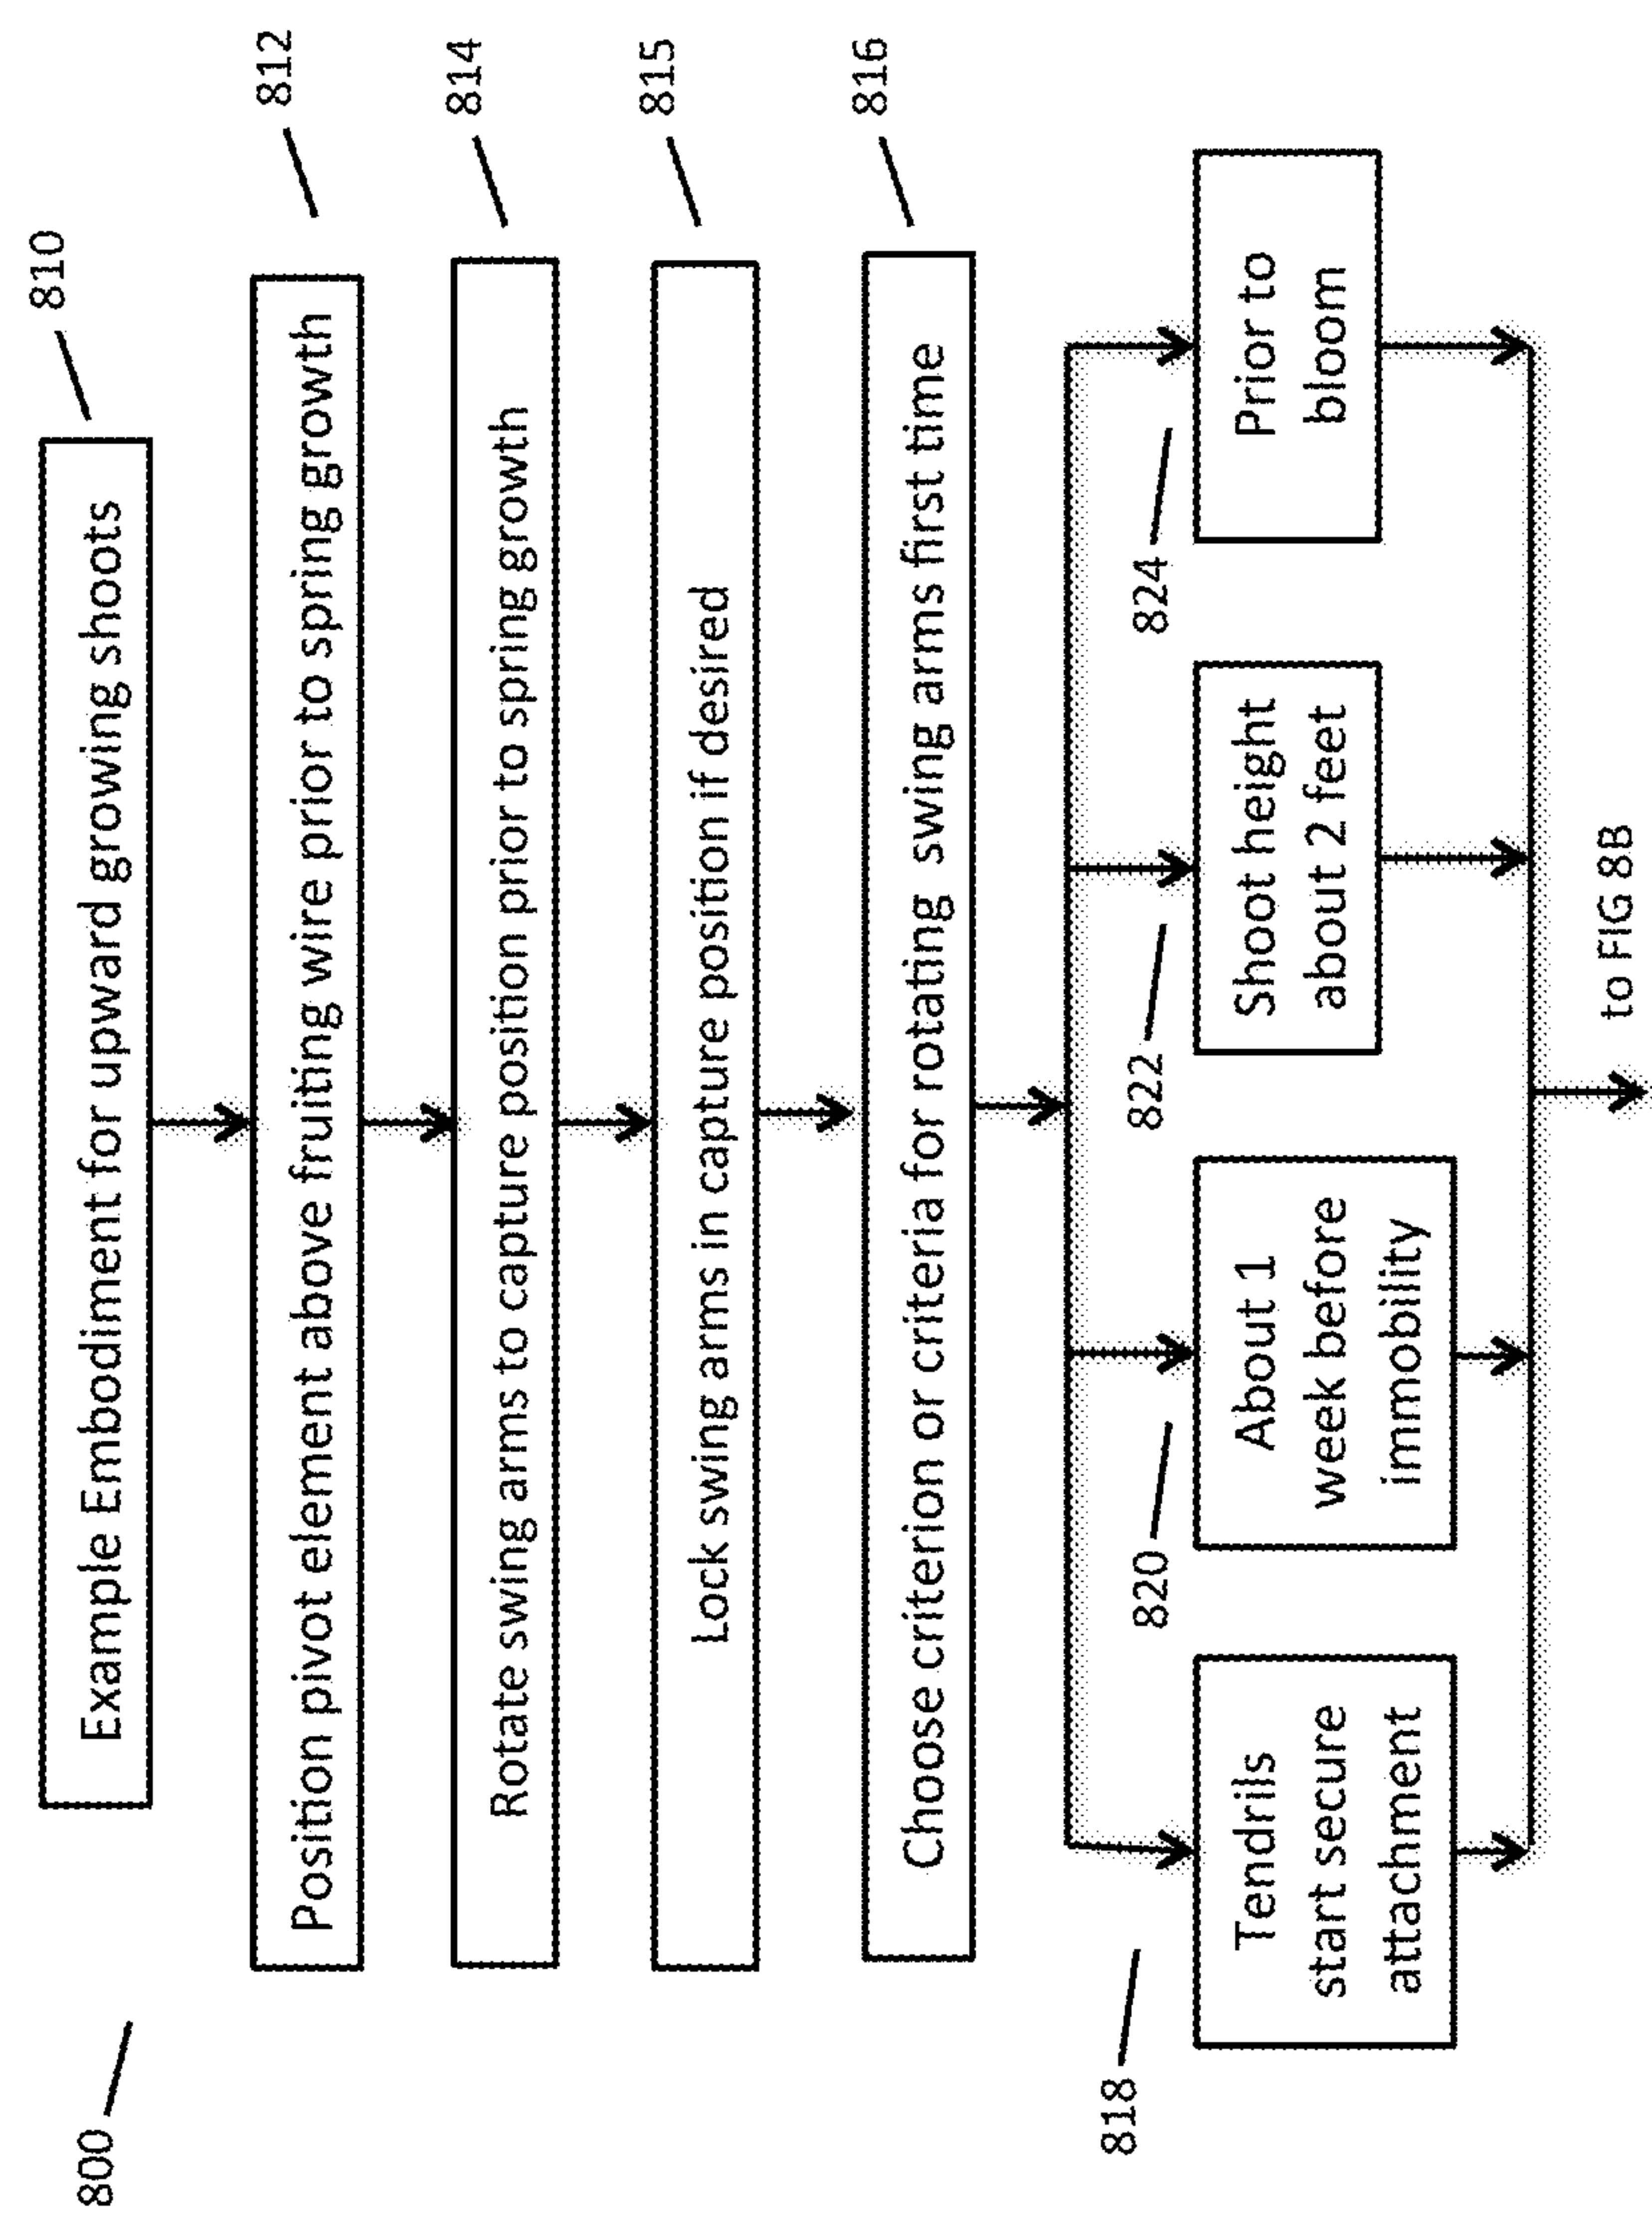 800
810
Example Embodiment for upward growing shoots
812
Position pivot element above fruiting wire prior to spring growth
814
Rotate swing arms to capture position prior to spring growth
815
Lock swing arms in capture position if desired
816
Choose criterion or criteria for rotating swing arms first time
818
Tendrils
start secure
attachment
820
About 1
week before
immobility
822
Shoot height
about 2 feet
824
Prior to
bloom
to FIG 8B